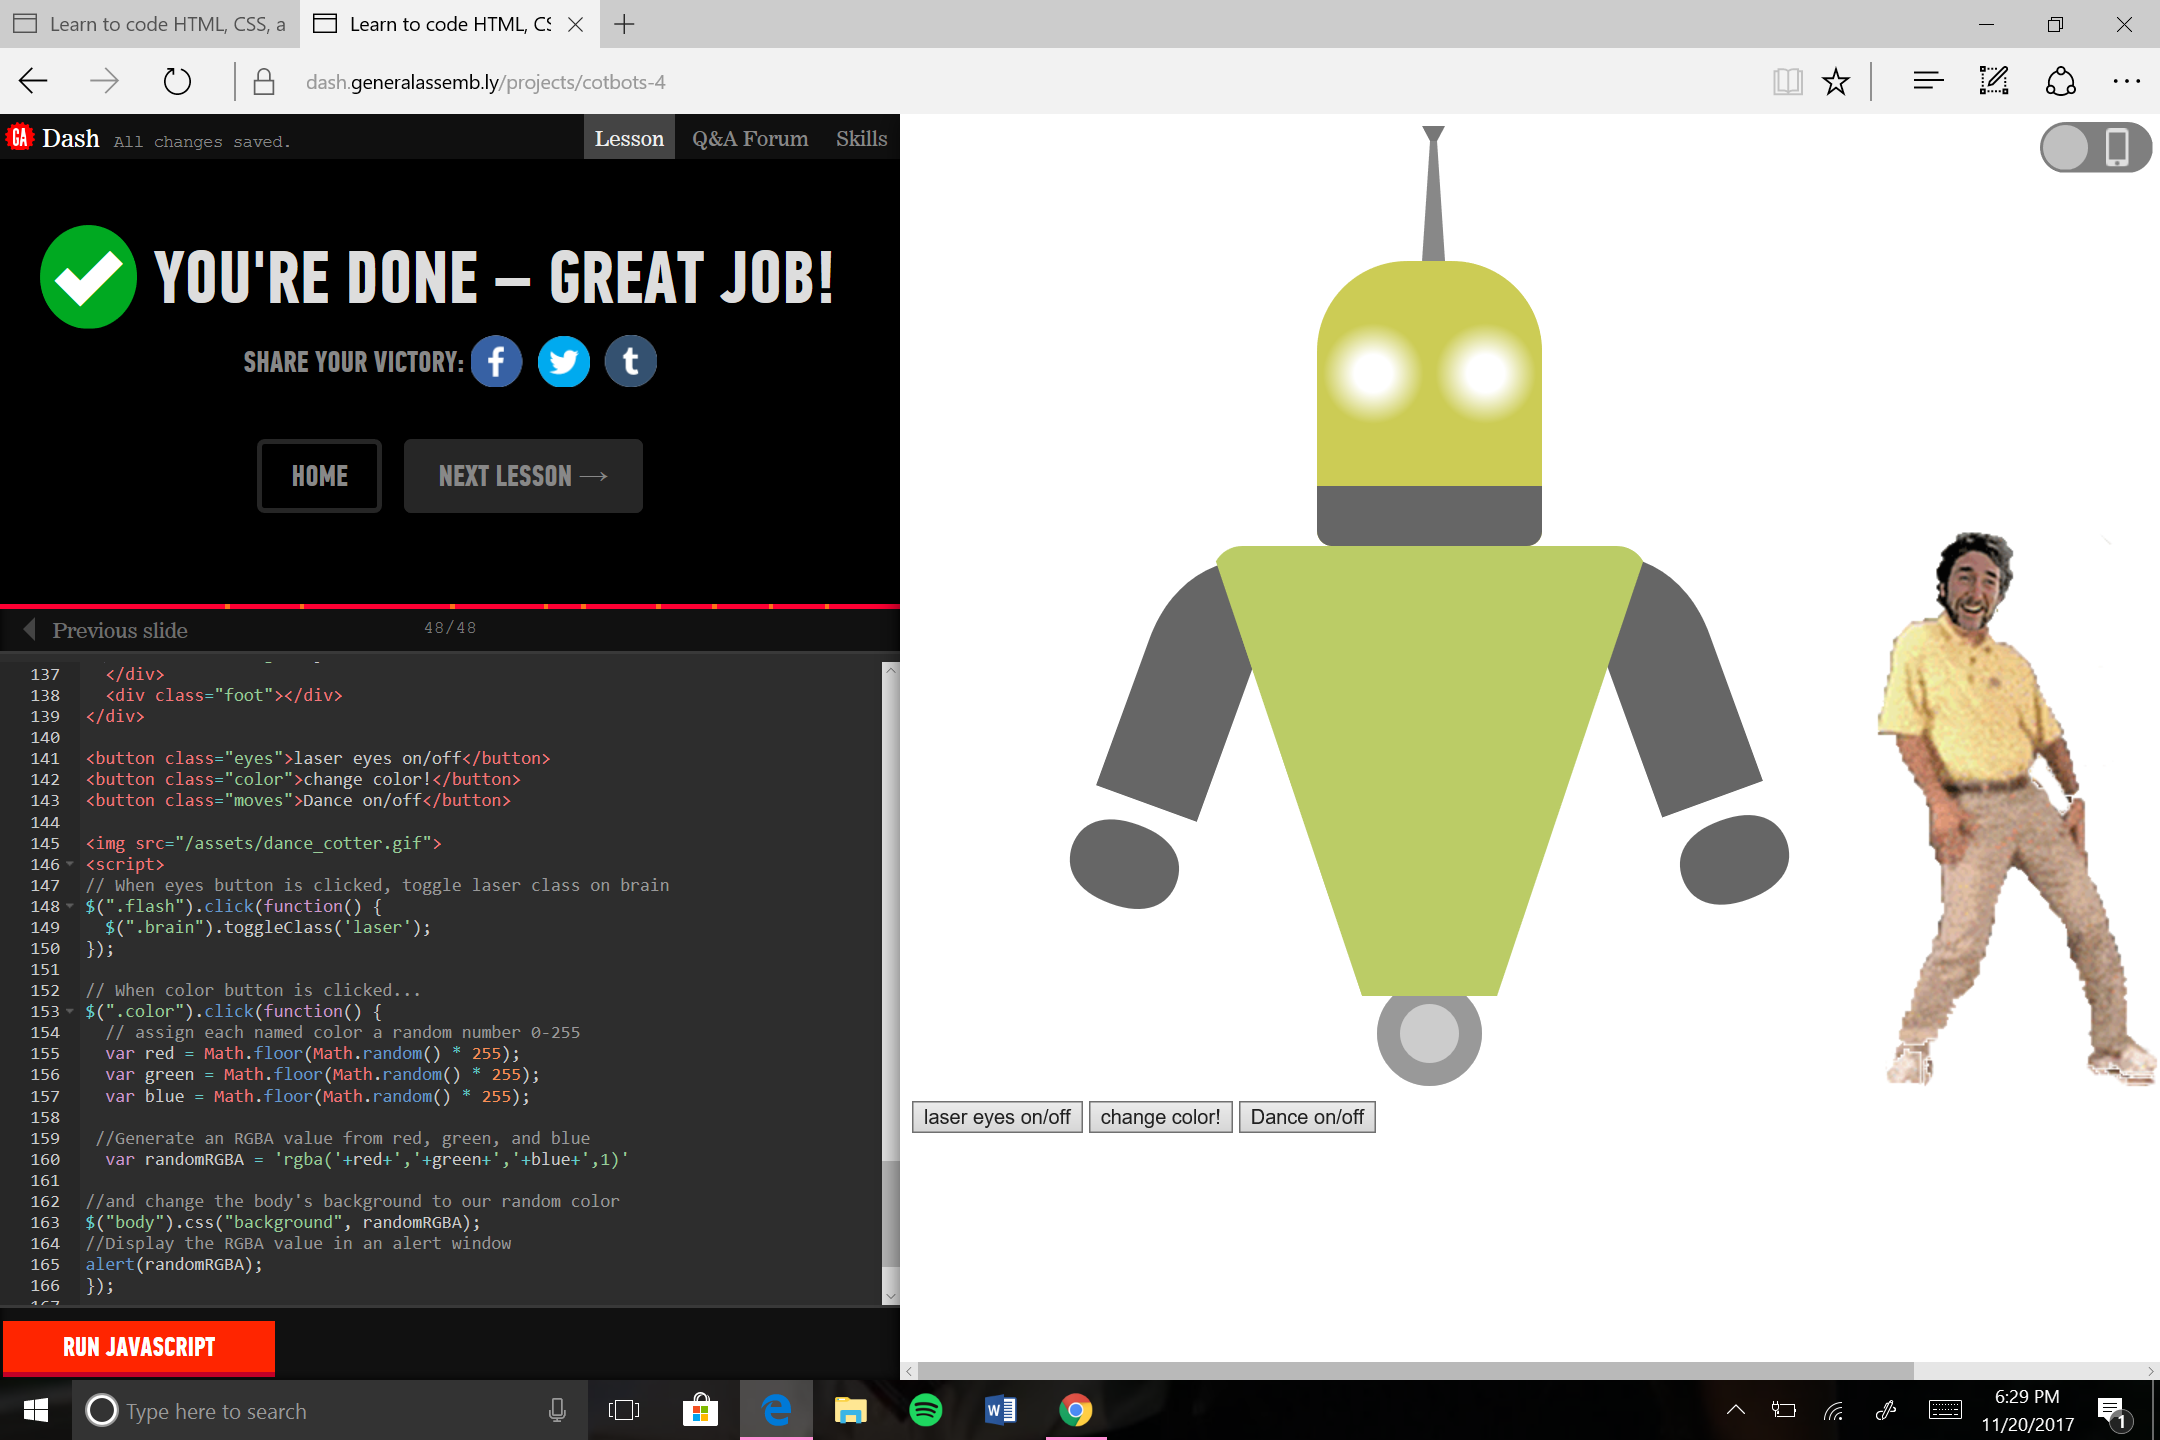 Learn to code HTML, CSS, a
Learn to code HTML, CS
dash.generalassemb.ly/projects/cotbots-4
GA Dash All changes saved. Lesson Q&A Forum Skills
YOU'RE DONE – GREAT JOB!
SHARE YOUR VICTORY: f t
HOME NEXT LESSON →
Previous slide 48/48
137 </div>
138 <div class="foot"></div>
139 </div>
140
141 <button class="eyes">laser eyes on/off</button>
142 <button class="color">change color!</button>
143 <button class="moves">Dance on/off</button>
144
145 <img src="/assets/dance_cotter.gif">
146 <script>
147 // When eyes button is clicked, toggle laser class on brain
148 $(".flash").click(function() {
149 $(".brain").toggleClass('laser');
150 });
151
152 // When color button is clicked...
153 $(".color").click(function() {
154 // assign each named color a random number 0-255
155 var red = Math.floor(Math.random() * 255);
156 var green = Math.floor(Math.random() * 255);
157 var blue = Math.floor(Math.random() * 255);
158
159 //Generate an RGBA value from red, green, and blue
160 var randomRGBA = 'rgba('+red+','+green+','+blue+',1)'
161
162 //and change the body's background to our random color
163 $("body").css("background", randomRGBA);
164 //Display the RGBA value in an alert window
165 alert(randomRGBA);
166 });
RUN JAVASCRIPT
laser eyes on/off change color! Dance on/off
Type here to search
6:29 PM
11/20/2017
1